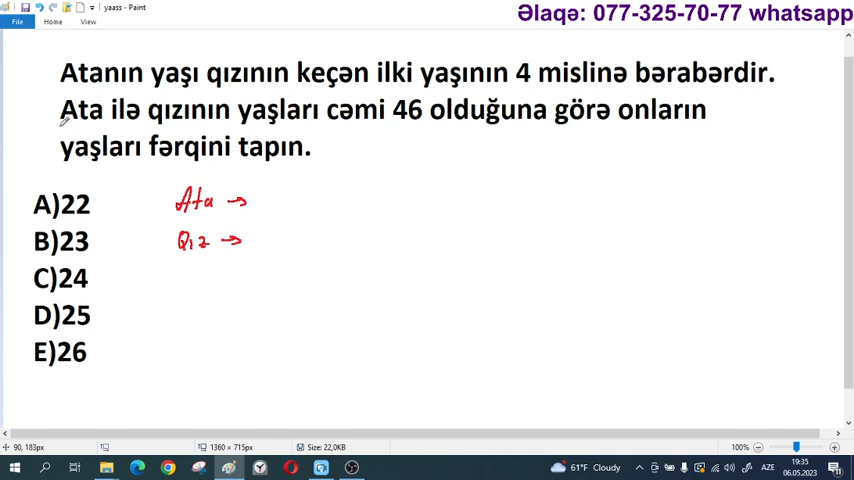 yaass - Paint
Əlaqə: 077-325-70-77 whatsapp
File Home View
Atanın yaşı qızının keçən ilki yaşının 4 mislinə bərabərdir.
Ata ilə qızının yaşları cəmi 46 olduğuna görə onların
yaşları fərqini tapın.
A)22
Ata →
B)23
Qız →
C)24
D)25
E)26
90, 183px 1360 × 715px Size: 22,0KB 100%
61°F Cloudy AZE 19:35
06.05.2023